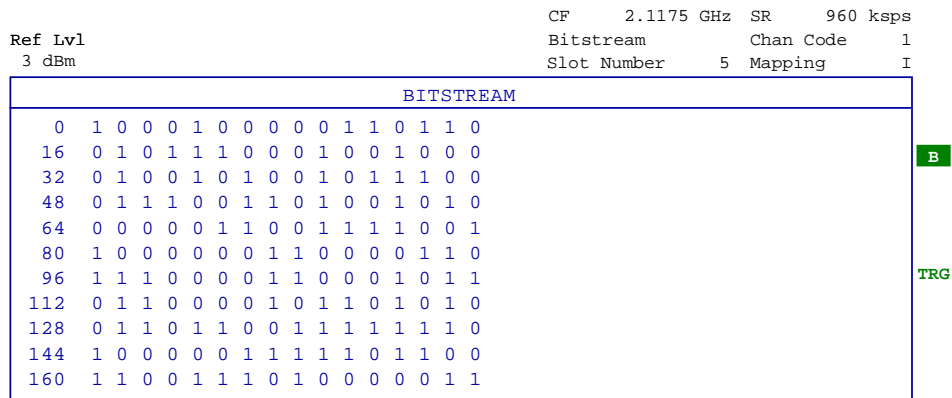 CF 2.1175 GHz SR 960 ksps
Ref Lvl Bitstream Chan Code 1
3 dBm Slot Number 5 Mapping I
BITSTREAM
0 1 0 0 0 1 0 0 0 0 0 1 1 0 1 1 0
16 0 1 0 1 1 1 0 0 0 1 0 0 1 0 0 0
B
32 0 1 0 0 1 0 1 0 0 1 0 1 1 1 0 0
48 0 1 1 1 0 0 1 1 0 1 0 0 1 0 1 0
64 0 0 0 0 0 1 1 0 0 1 1 1 1 0 0 1
80 1 0 0 0 0 0 0 1 1 0 0 0 0 1 1 0
96 1 1 1 0 0 0 0 1 1 0 0 0 1 0 1 1
TRG
112 0 1 1 0 0 0 0 1 0 1 1 0 1 0 1 0
128 0 1 1 0 1 1 0 0 1 1 1 1 1 1 1 0
144 1 0 0 0 0 0 1 1 1 1 1 0 1 1 0 0
160 1 1 0 0 1 1 1 0 1 0 0 0 0 0 1 1